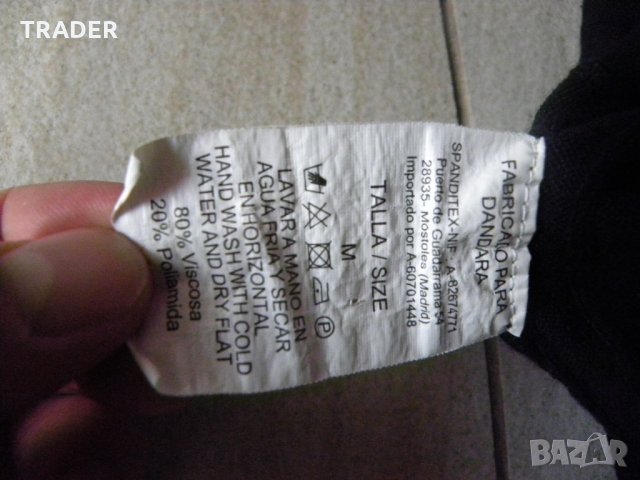 TRADER
FABRICADO PARA
DANDARA
SPANDITEX-NIF - A-82674771
Puerto de Guadarrama 54
28935- Móstoles (Madrid)
Importado por A-60701448
TALLA / SIZE
M
P
LAVAR A MANO EN
AGUA FRIA Y SECAR
EN HORIZONTAL
HAND WASH WITH COLD
WATER AND DRY FLAT
80% Viscosa
20% Poliamida
BAZAR